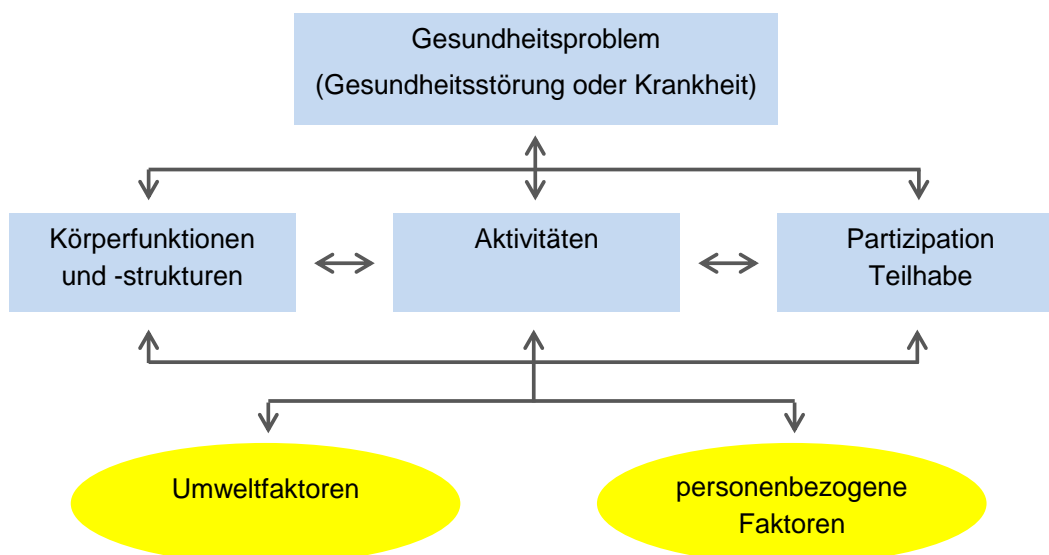 Gesundheitsproblem
(Gesundheitsstörung oder Krankheit)
Körperfunktionen
und -strukturen
Aktivitäten
Partizipation
Teilhabe
Umweltfaktoren
personenbezogene
Faktoren